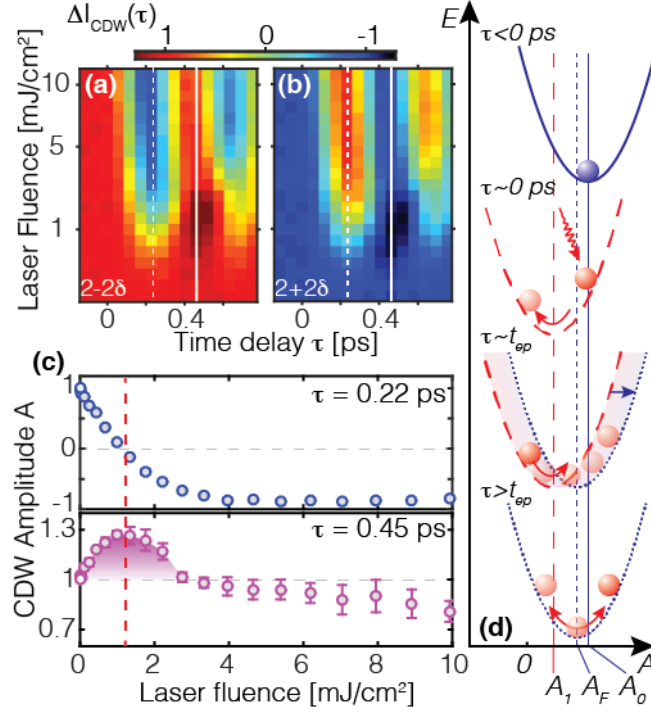 ΔI_CDW(τ)
1 0 -1
(a) (b)
Laser Fluence [mJ/cm²]
10
5
1
2-2δ 2+2δ
0 0.4 0 0.4
Time delay τ [ps]
(c)
CDW Amplitude A
1
0
-1
τ = 0.22 ps
1.3
1
0.7
τ = 0.45 ps
0 2 4 6 8 10
Laser fluence [mJ/cm²]
E
τ<0 ps
τ~0 ps
τ~t_ep
τ>t_ep
(d)
0 A
A₁ A_F A₀